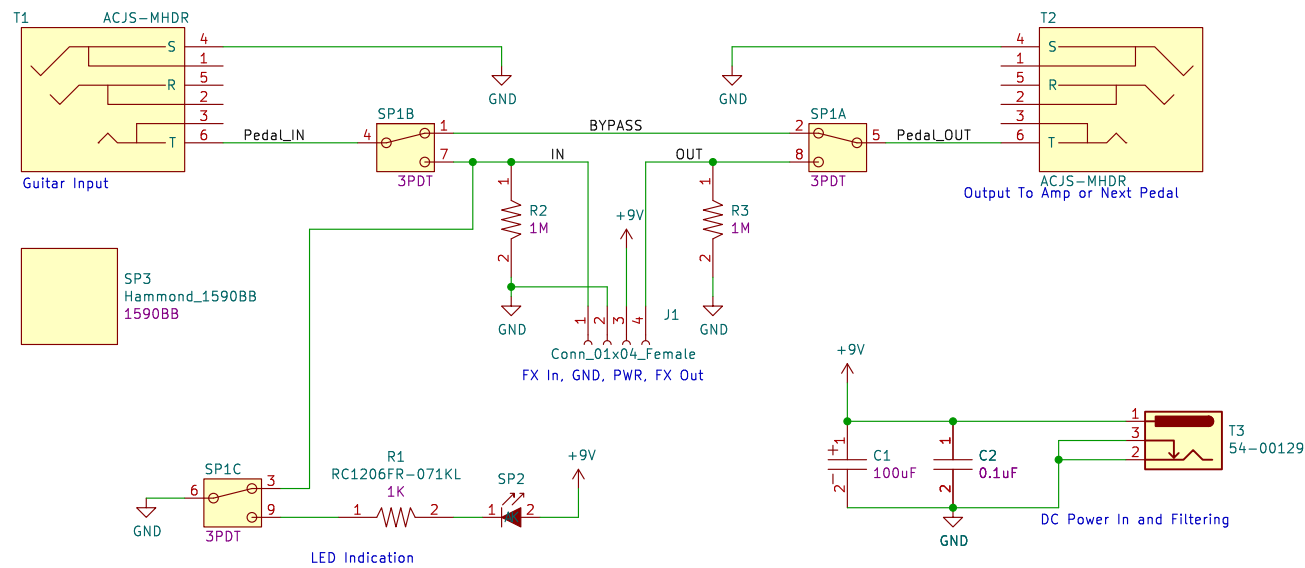 T1 ACJS-MHDR
S 4
1
R 5
2
3
T 6
Guitar Input
GND
Pedal_IN
SP1B
4 1
7
3PDT
BYPASS
IN
OUT
GND
SP1A
2 5
8
3PDT
Pedal_OUT
T2
4 S
1
5 R
2
3
6 T
ACJS-MHDR
Output To Amp or Next Pedal
1
R2
1M
2
GND
+9V
1
R3
1M
2
GND
SP3
Hammond_1590BB
1590BB
J1
1 2 3 4
Conn_01x04_Female
FX In, GND, PWR, FX Out
+9V
1
C1
100uF
2
1
C2
0.1uF
2
GND
1
3
2
T3
54-00129
DC Power In and Filtering
SP1C
6 3
9
3PDT
GND
R1
RC1206FR-071KL
1K
1 2
SP2
1 2
+9V
LED Indication